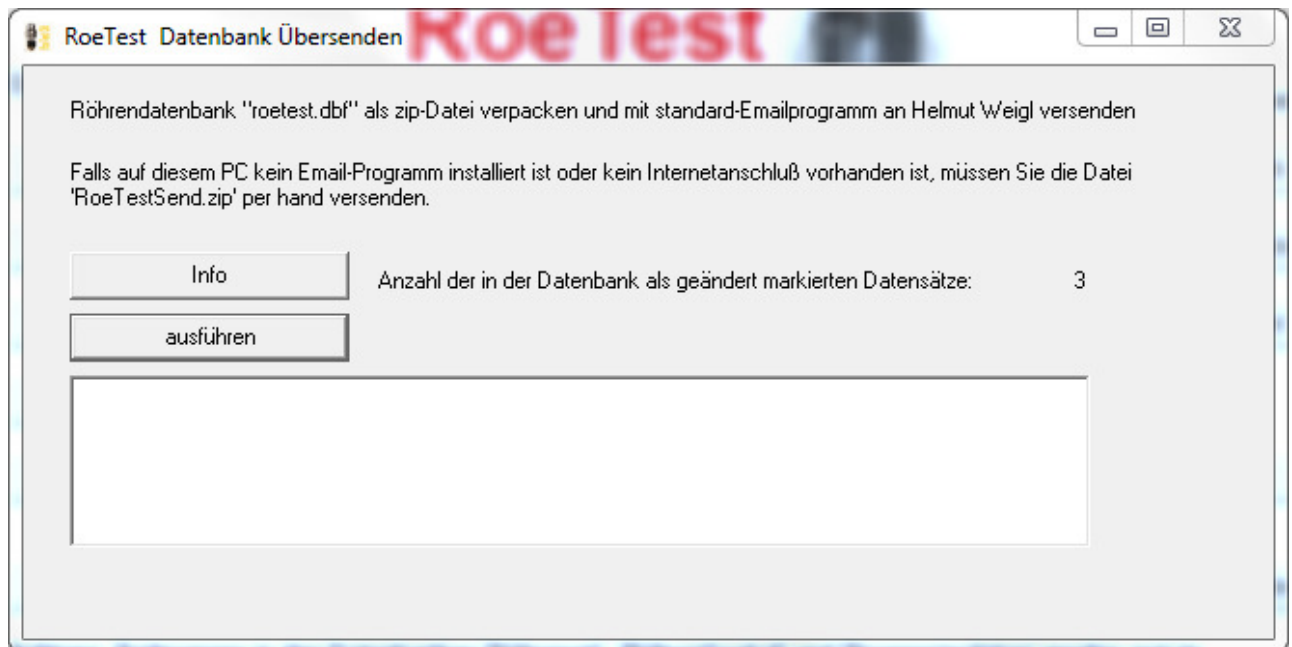 RoeTest
RoeTest Datenbank Übersenden
Röhrendatenbank "roetest.dbf" als zip-Datei verpacken und mit standard-Emailprogramm an Helmut Weigl versenden
Falls auf diesem PC kein Email-Programm installiert ist oder kein Internetanschluß vorhanden ist, müssen Sie die Datei
'RoeTestSend.zip' per hand versenden.
Info
Anzahl der in der Datenbank als geändert markierten Datensätze: 3
ausführen